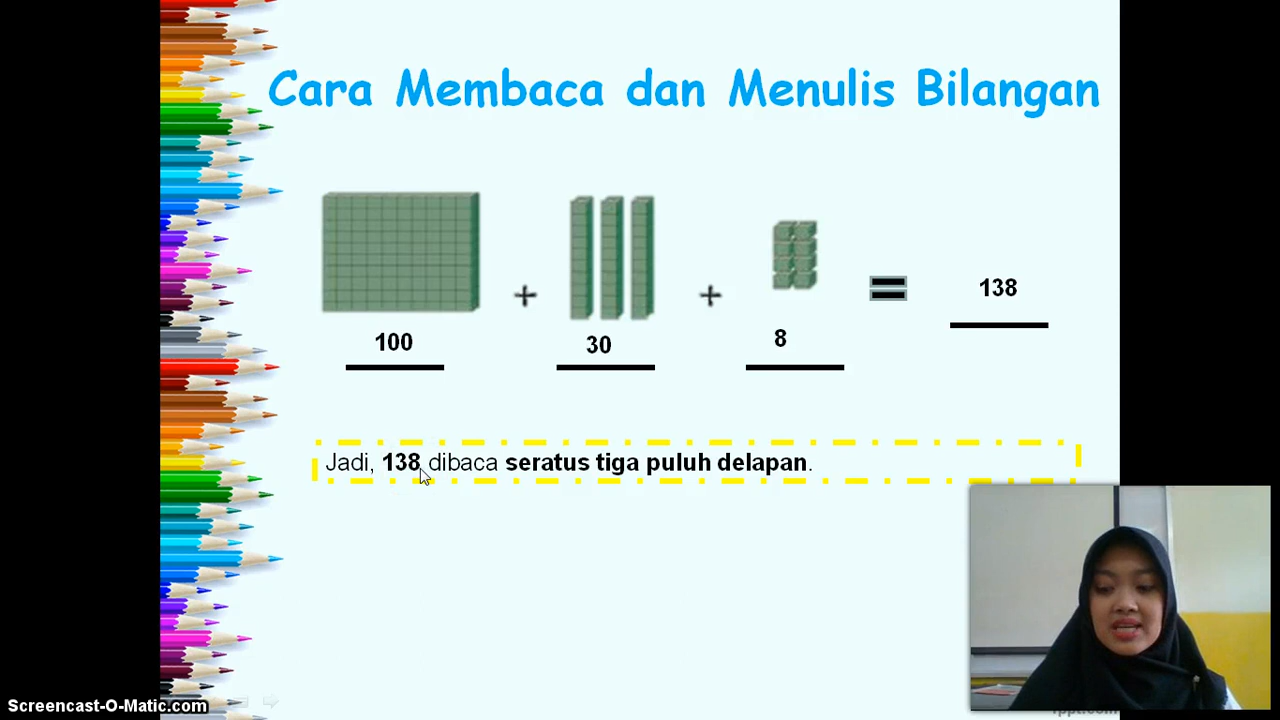 Cara Membaca dan Menulis Bilangan
+ + = 138
100 30 8
Jadi, 138 dibaca seratus tiga puluh delapan.
Screencast-O-Matic.com